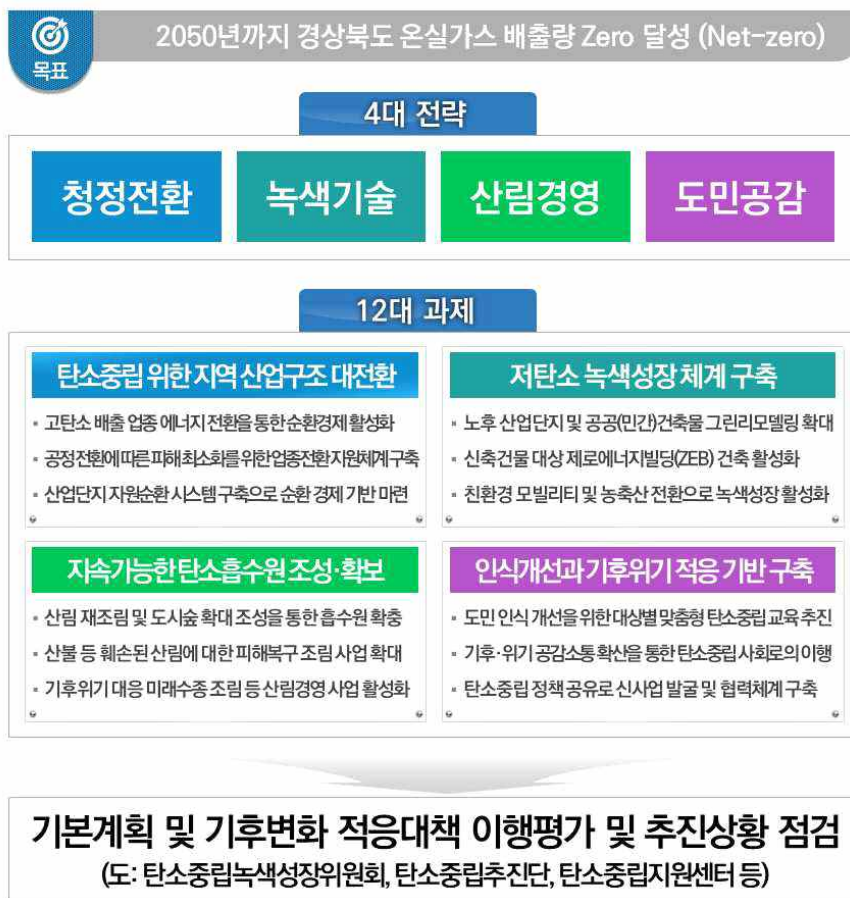 목표
2050년까지 경상북도 온실가스 배출량 Zero 달성 (Net-zero)
4대 전략
청정전환
녹색기술
산림경영
도민공감
12대 과제
탄소중립 위한 지역 산업구조 대전환
▪ 고탄소 배출 업종 에너지 전환을 통한 순환경제 활성화
▪ 공정전환에 따른 피해 최소화를 위한 업종전환 지원체계 구축
▪ 산업단지 자원순환 시스템 구축으로 순환 경제 기반 마련
저탄소 녹색성장 체계 구축
▪ 노후 산업단지 및 공공(민간)건축물 그린리모델링 확대
▪ 신축건물 대상 제로에너지빌딩(ZEB) 건축 활성화
▪ 친환경 모빌리티 및 농축산 전환으로 녹색성장 활성화
지속가능한 탄소흡수원 조성·확보
▪ 산림 재조림 및 도시숲 확대 조성을 통한 흡수원 확충
▪ 산불 등 훼손된 산림에 대한 피해복구 조림 사업 확대
▪ 기후위기 대응 미래수종 조림 등 산림경영 사업 활성화
인식개선과 기후위기 적응 기반 구축
▪ 도민 인식 개선을 위한 대상별 맞춤형 탄소중립 교육 추진
▪ 기후·위기 공감소통 확산을 통한 탄소중립 사회로의 이행
▪ 탄소중립 정책 공유로 신사업 발굴 및 협력체계 구축
기본계획 및 기후변화 적응대책 이행평가 및 추진상황 점검
(도: 탄소중립녹색성장위원회, 탄소중립추진단, 탄소중립지원센터 등)